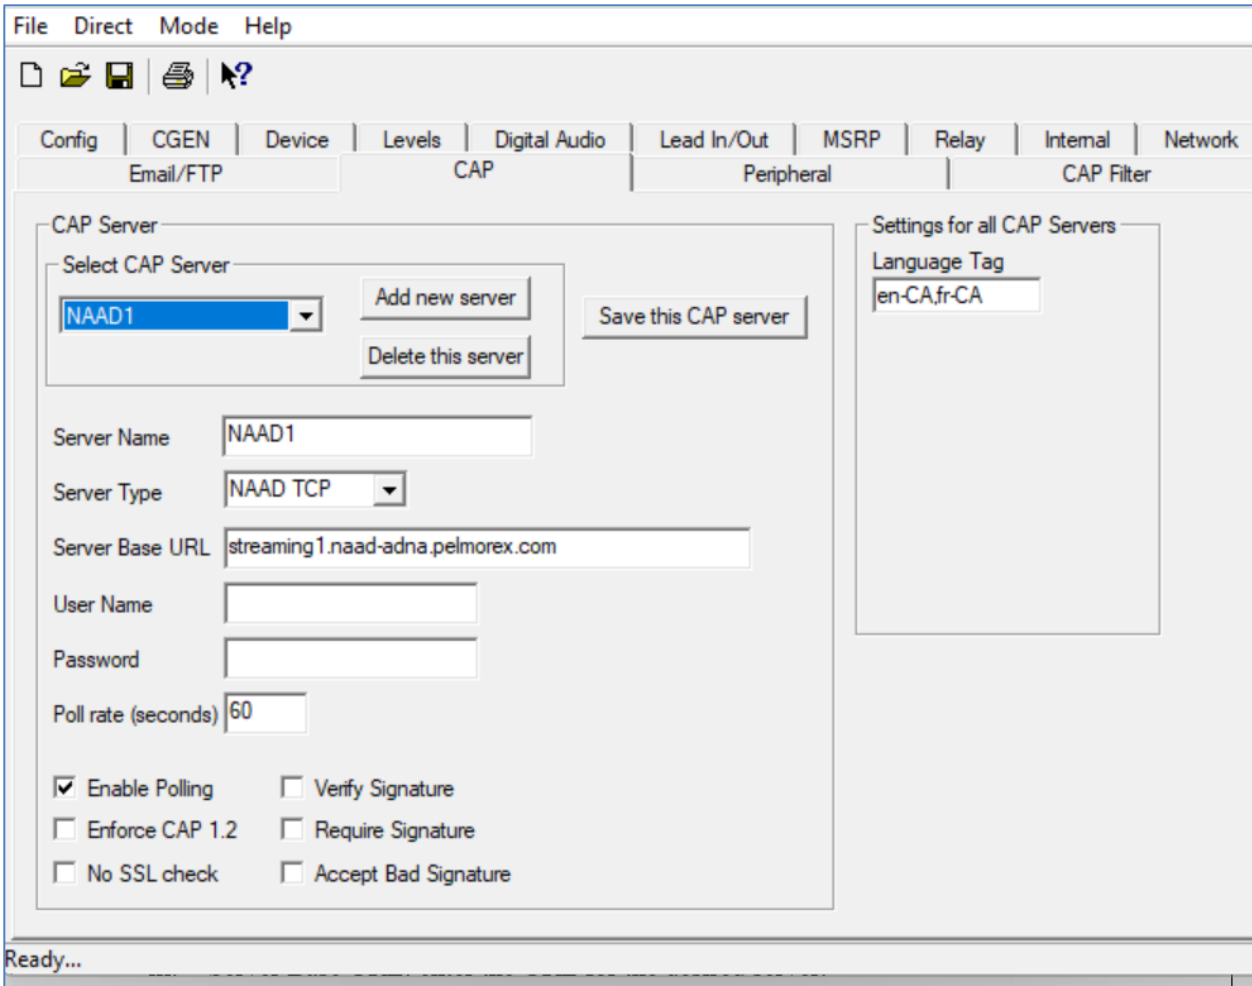 File Direct Mode Help
Config CGEN Device Levels Digital Audio Lead In/Out MSRP Relay Internal Network
Email/FTP CAP Peripheral CAP Filter
CAP Server
Select CAP Server
NAAD1
Add new server
Delete this server
Save this CAP server
Server Name NAAD1
Server Type NAAD TCP
Server Base URL streaming1.naad-adna.pelmorex.com
User Name
Password
Poll rate (seconds) 60
Enable Polling Verify Signature
Enforce CAP 1.2 Require Signature
No SSL check Accept Bad Signature
Settings for all CAP Servers
Language Tag
en-CA,fr-CA
Ready...